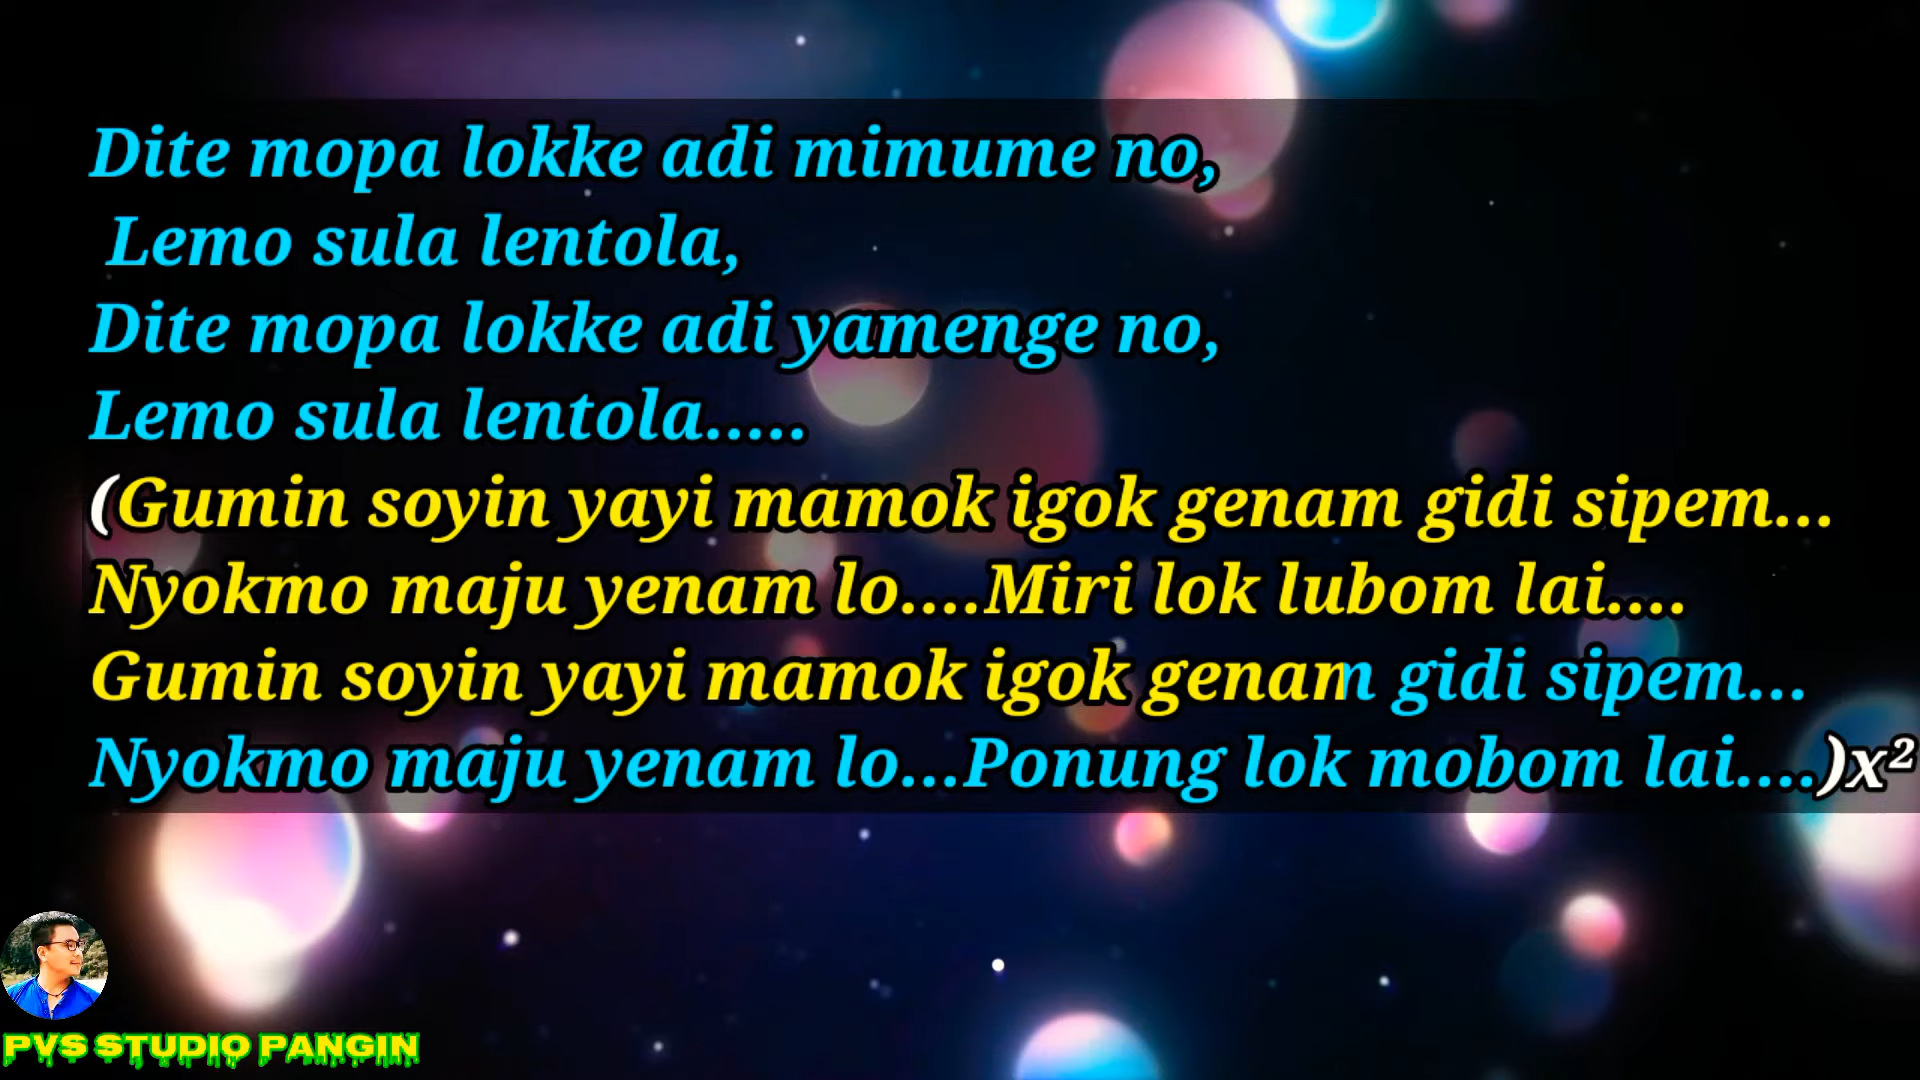 Dite mopa lokke adi mimume no,
Lemo sula lentola,
Dite mopa lokke adi yamenge no,
Lemo sula lentola.....
(Gumin soyin yayi mamok igok genam gidi sipem...
Nyokmo maju yenam lo....Miri lok lubom lai....
Gumin soyin yayi mamok igok genam gidi sipem...
Nyokmo maju yenam lo...Ponung lok mobom lai....)x²
PVS STUDIO PANGIN